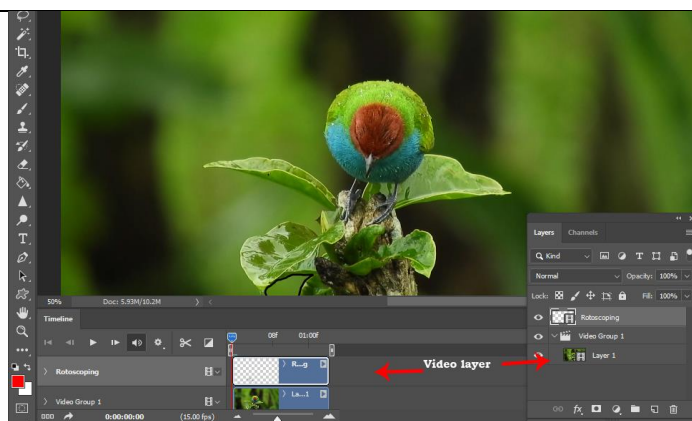 50%
Doc: 5.93M/10.2M
Timeline
08f
01:00f
Rotoscoping
R...g
Video Group 1
La...1
0:00:00:00
(15.00 fps)
Video layer
Layers
Channels
Kind
Normal
Opacity: 100%
Lock:
Fill: 100%
Rotoscoping
Video Group 1
Layer 1
fx